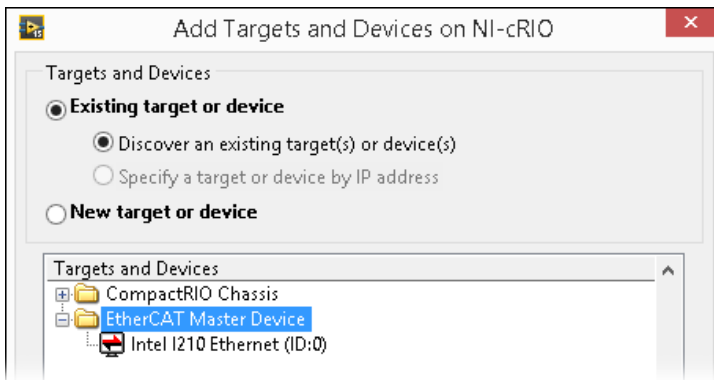 Add Targets and Devices on NI-cRIO
Targets and Devices
Existing target or device
Discover an existing target(s) or device(s)
Specify a target or device by IP address
New target or device
Targets and Devices
CompactRIO Chassis
EtherCAT Master Device
Intel I210 Ethernet (ID:0)